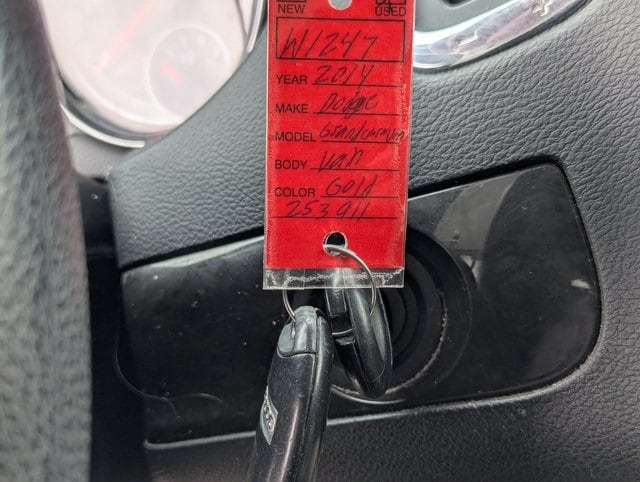 NEW USED
W1247
YEAR 2014
MAKE Dodge
MODEL Grandcaravan
BODY Van
COLOR Gold
253911